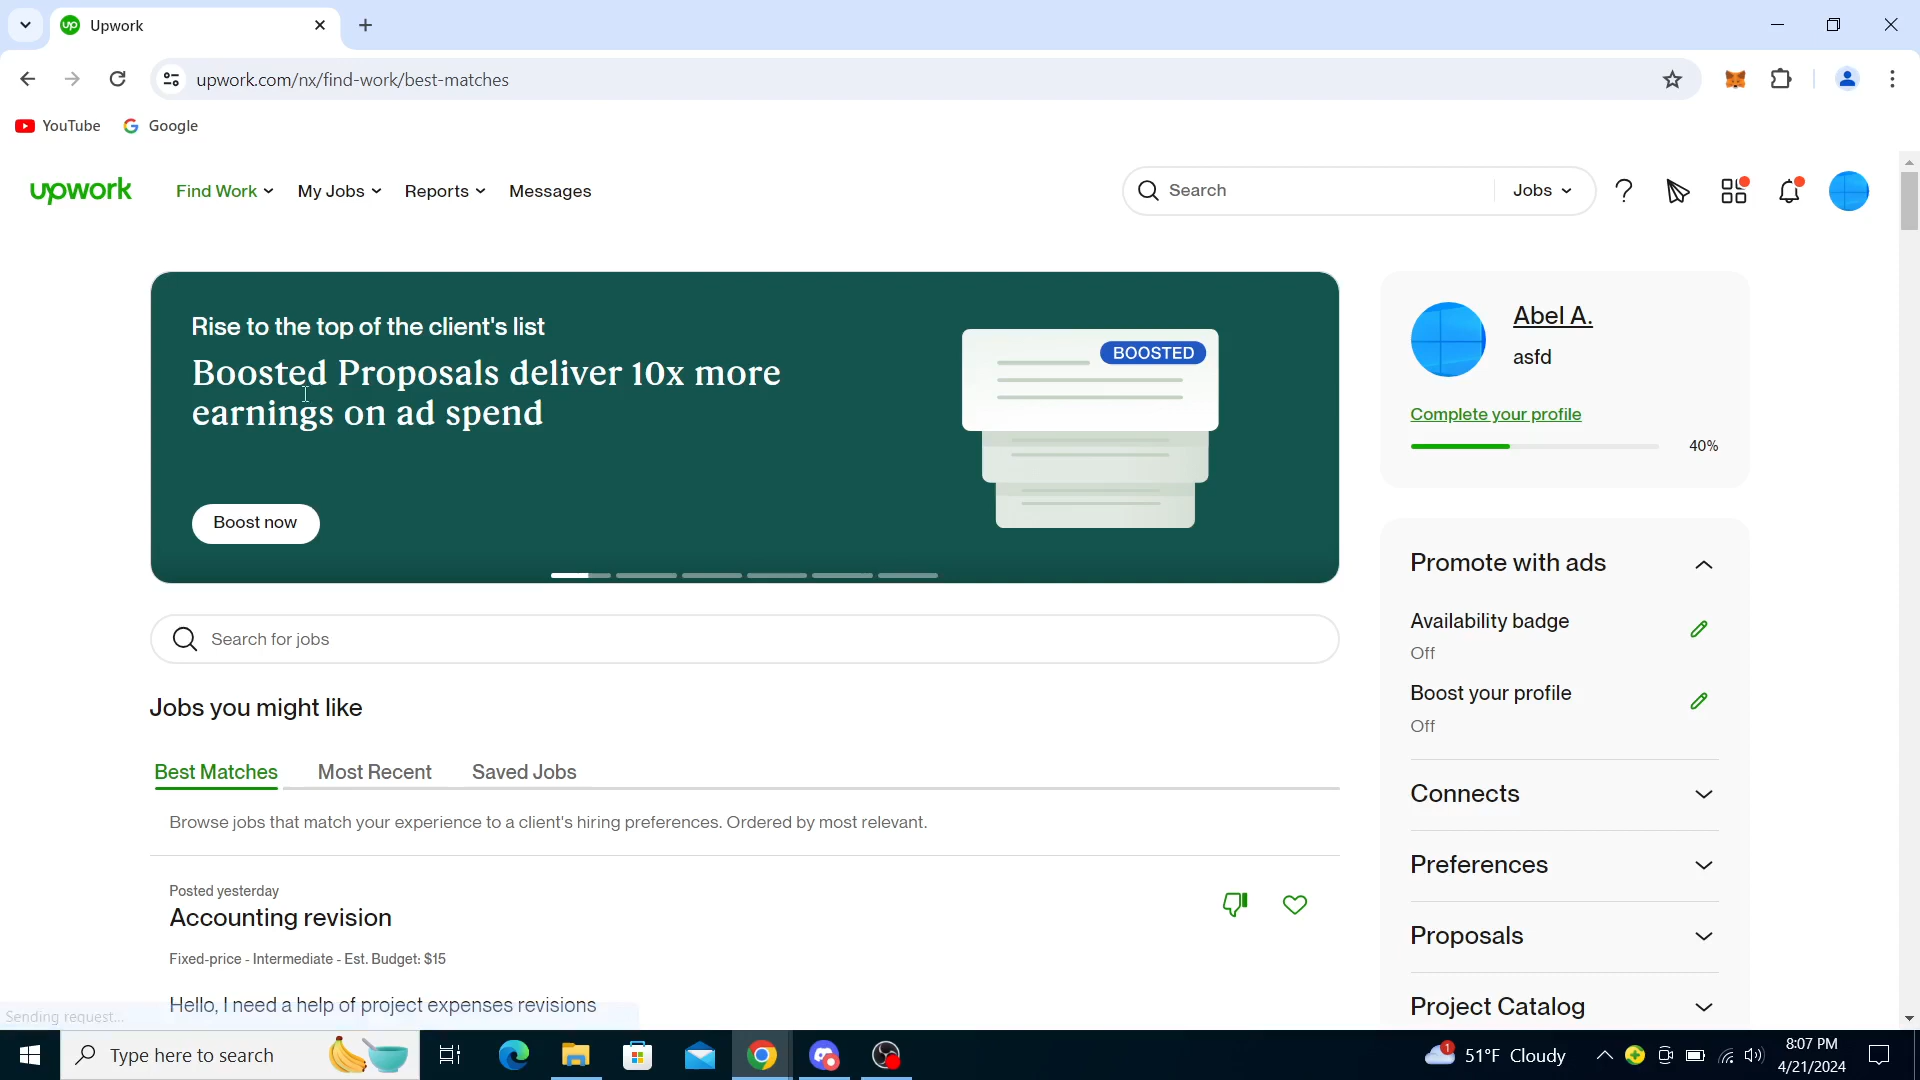 Upwork
upwork.com/nx/find-work/best-matches
YouTube Google
upwork Find Work My Jobs Reports Messages Search Jobs
Rise to the top of the client's list
Boosted Proposals deliver 10x more
earnings on ad spend
BOOSTED
Boost now
Abel A.
asfd
Complete your profile
40%
Promote with ads
Availability badge
Off
Boost your profile
Off
Connects
Preferences
Proposals
Project Catalog
Search for jobs
Jobs you might like
Best Matches Most Recent Saved Jobs
Browse jobs that match your experience to a client's hiring preferences. Ordered by most relevant.
Posted yesterday
Accounting revision
Fixed-price - Intermediate - Est. Budget: $15
Hello, I need a help of project expenses revisions
Sending request...
Type here to search
1
51°F Cloudy
8:07 PM
4/21/2024